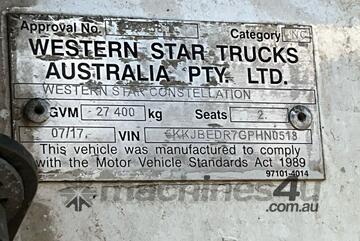 Approval No. Category NC
WESTERN STAR TRUCKS
AUSTRALIA PTY. LTD.
WESTERN STAR CONSTELLATION
GVM 27 400 kg Seats 2.
07/17. VIN
This vehicle was manufactured to comply
with the Motor Vehicle Standards Act 1989
97101-4014
machines4u
.com.au